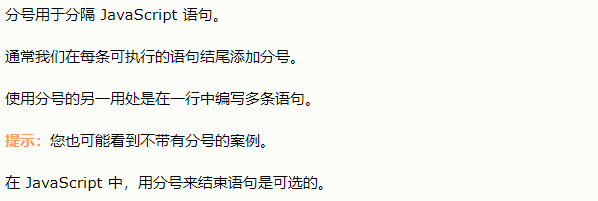 分号用于分隔 JavaScript 语句。
通常我们在每条可执行的语句结尾添加分号。
使用分号的另一用处是在一行中编写多条语句。
提示：您也可能看到不带有分号的案例。
在 JavaScript 中，用分号来结束语句是可选的。